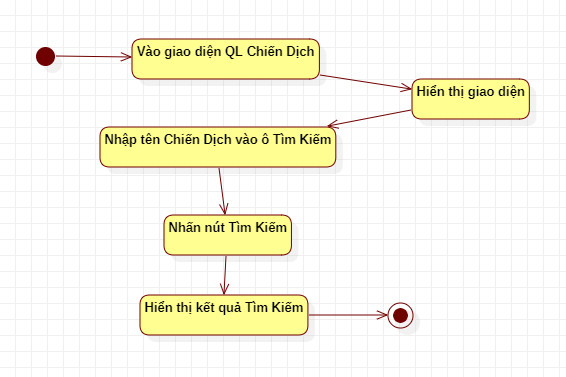 Vào giao diện QL Chiến Dịch
Hiển thị giao diện
Nhập tên Chiến Dịch vào ô Tìm Kiếm
Nhấn nút Tìm Kiếm
Hiển thị kết quả Tìm Kiếm